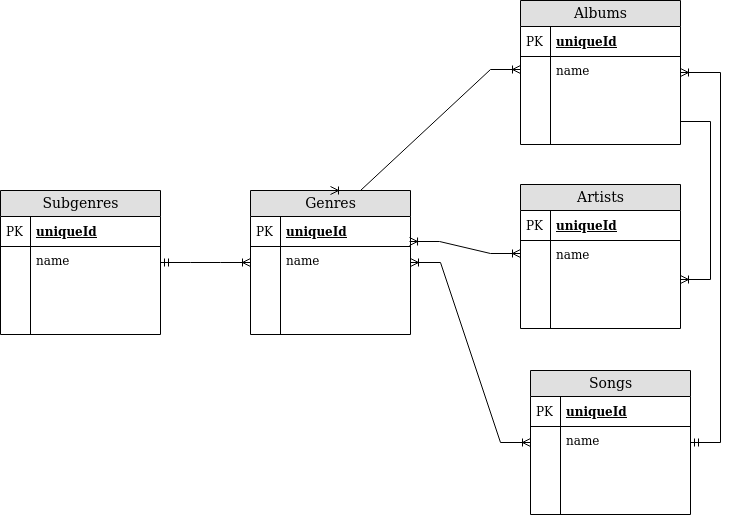 Albums
PK uniqueId
name
Subgenres
PK uniqueId
name
Genres
PK uniqueId
name
Artists
PK uniqueId
name
Songs
PK uniqueId
name